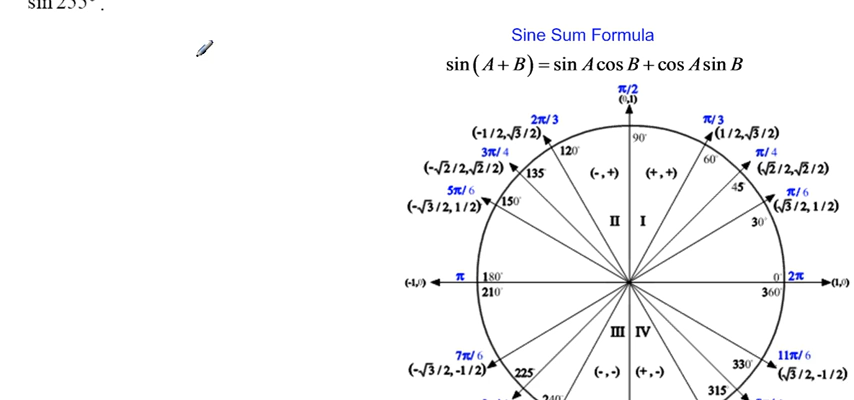 sin 255° .
Sine Sum Formula
sin ( A + B ) = sin A cos B + cos A sin B
π/2
(0,1)
2π/3
(-1/2,√3/2)
π/3
(1/2,√3/2)
90°
120°
60°
3π/4
(-√2/2,√2/2)
135°
(-,+)
(+,+)
π/4
(√2/2,√2/2)
45°
5π/6
(-√3/2,1/2)
150°
π/6
(√3/2,1/2)
30°
II
I
(-1,0)
π
180°
0°
2π
(1,0)
210°
360°
III
IV
7π/6
(-√3/2,-1/2)
225°
(-,-)
(+,-)
330°
11π/6
(√3/2,-1/2)
315°
240°